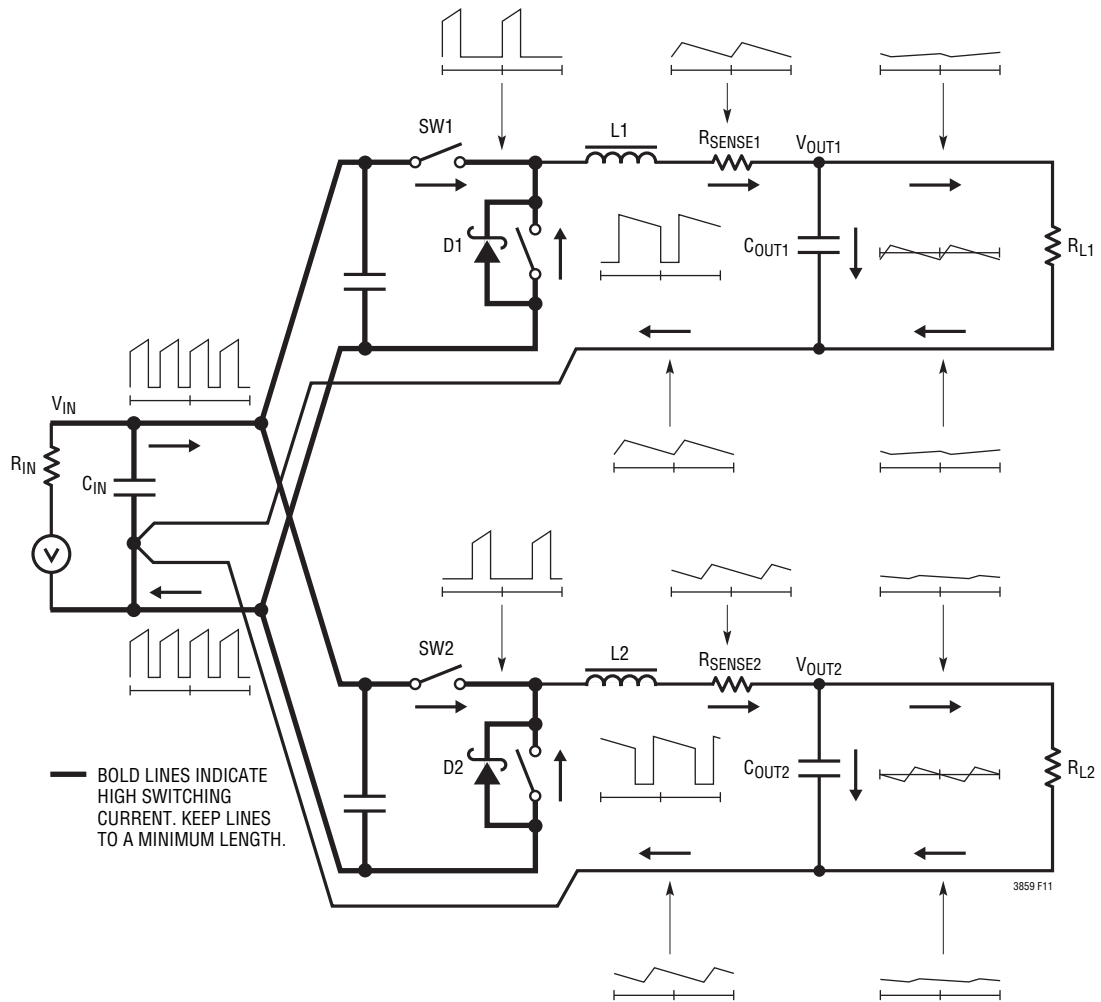 SW1
L1
RSENSE1
VOUT1
D1
COUT1
RL1
VIN
RIN
CIN
V
SW2
L2
RSENSE2
VOUT2
D2
COUT2
RL2
BOLD LINES INDICATE
HIGH SWITCHING
CURRENT. KEEP LINES
TO A MINIMUM LENGTH.
3859 F11